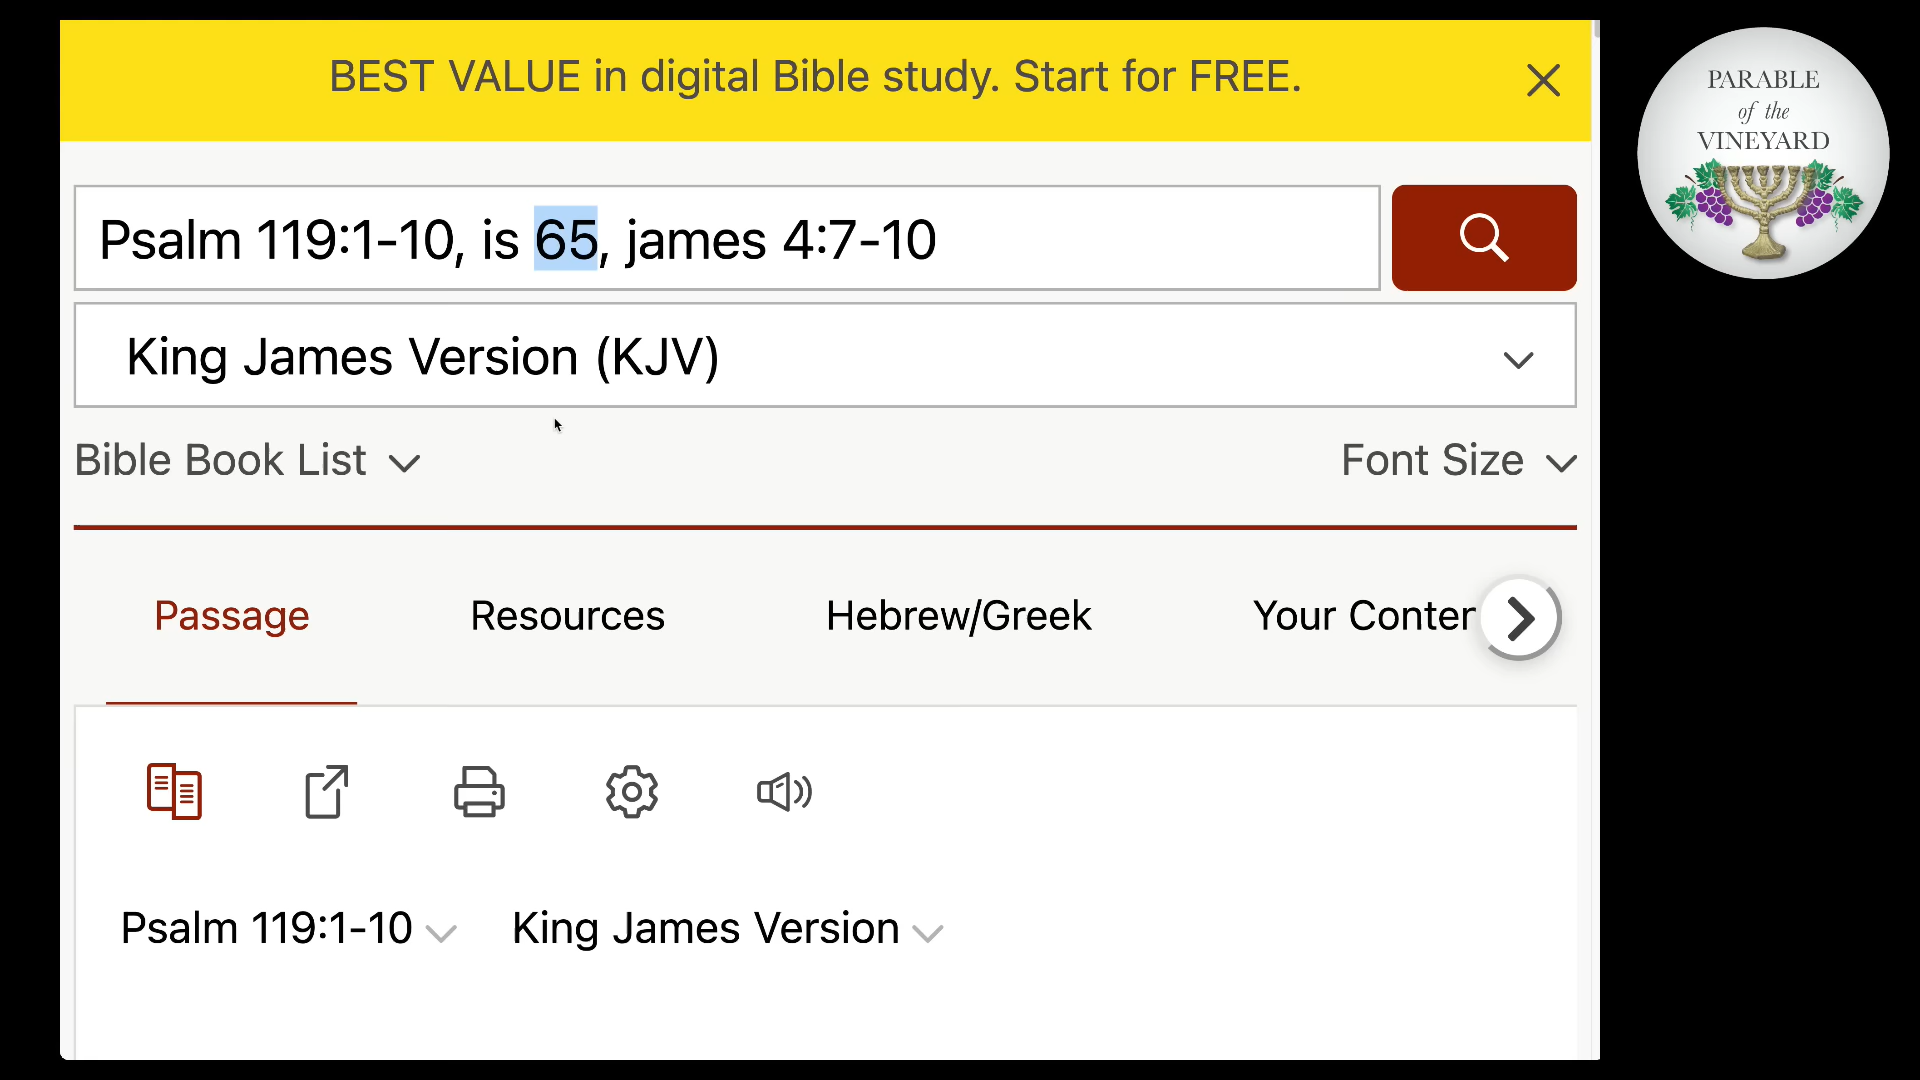 BEST VALUE in digital Bible study. Start for FREE.
PARABLE
of the
VINEYARD
Psalm 119:1-10, is 65, james 4:7-10
King James Version (KJV)
Bible Book List
Font Size
Passage
Resources
Hebrew/Greek
Your Conter
Psalm 119:1-10
King James Version